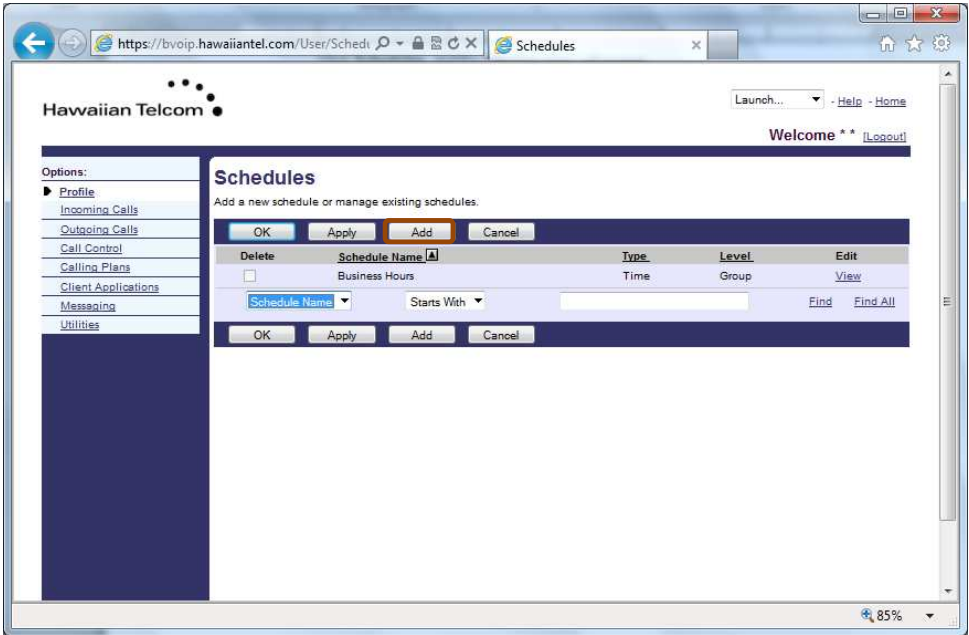 https://bvoip.hawaiiantel.com/User/Schedu
Schedules
Hawaiian Telcom
Launch... - Help - Home
Welcome * * [Logout]
Options:
Profile
Incoming Calls
Outgoing Calls
Call Control
Calling Plans
Client Applications
Messaging
Utilities
Schedules
Add a new schedule or manage existing schedules.
OK Apply Add Cancel
Delete Schedule Name Type Level Edit
Business Hours Time Group View
Schedule Name Starts With Find Find All
OK Apply Add Cancel
85%